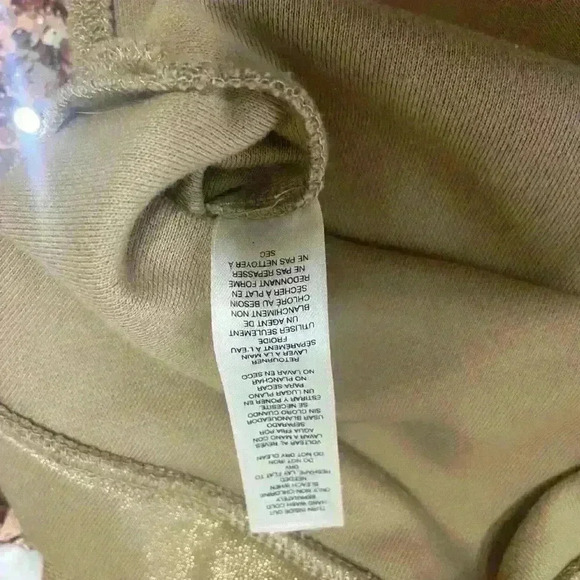 TURN INSIDE OUT
HAND WASH COLD
SEPARATELY
ONLY NON-CHLORINE
BLEACH WHEN
NEEDED
RESHAPE, LAY FLAT TO
DRY
DO NOT IRON
DO NOT DRY CLEAN
VOLTEAR AL REVES
LAVAR A MANO CON
AGUA FRIA POR
SEPARADO
USAR BLANQUEADOR
SIN CLORO CUANDO
SE NECESITE
ESTIRAR Y PONER EN
UN LUGAR PLANO
PARA SECAR
NO PLANCHAR
NO LAVAR EN SECO
RETOURNER
LAVER A LA MAIN
SÉPARÉMENT À L'EAU
FROIDE
UTILISER SEULEMENT
UN AGENT DE
BLANCHIMENT NON
CHLORÉ AU BESOIN
SÉCHER À PLAT EN
REDONNANT FORME
NE PAS REPASSER
NE PAS NETTOYER À
SEC